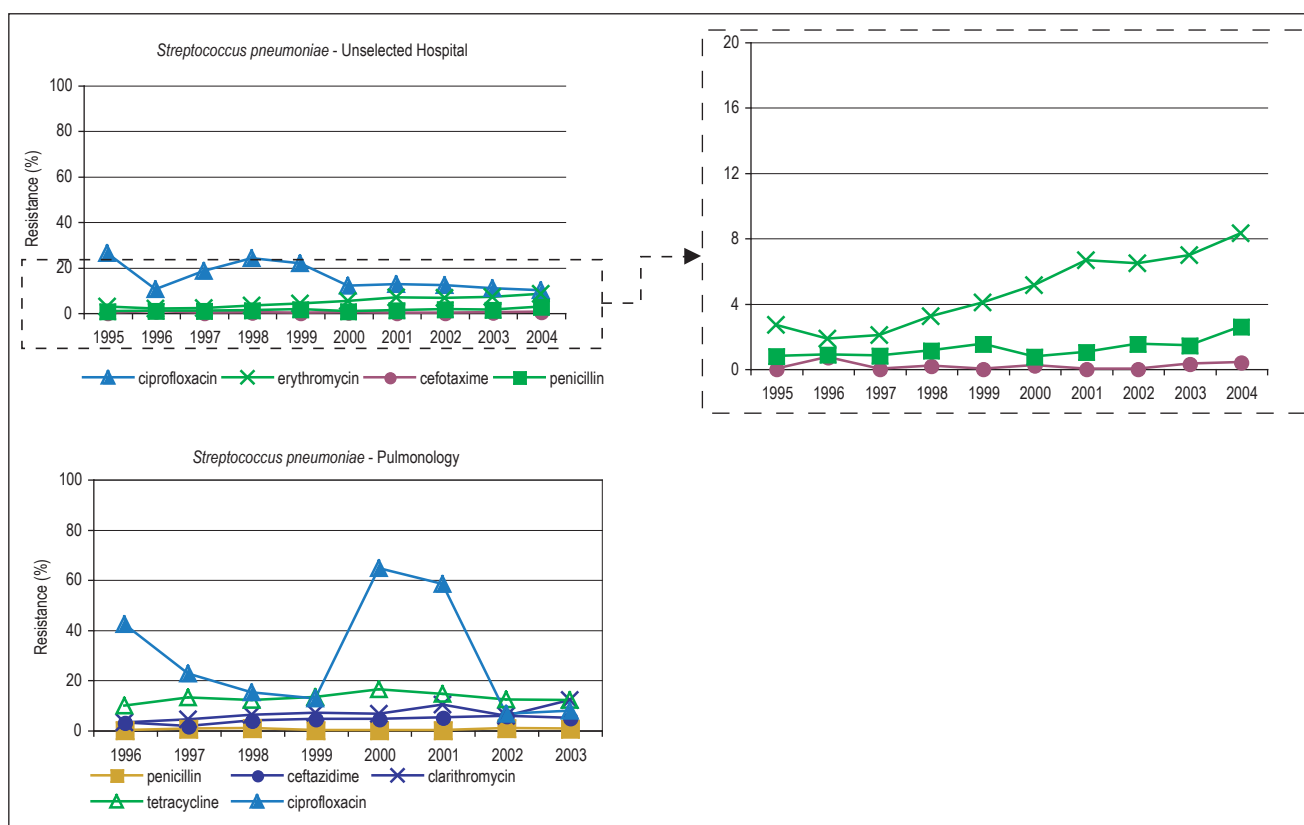 Streptococcus pneumoniae - Unselected Hospital
Resistance (%)
100
80
60
40
20
0
1995 1996 1997 1998 1999 2000 2001 2002 2003 2004
ciprofloxacin erythromycin cefotaxime penicillin
20
16
12
8
4
0
1995 1996 1997 1998 1999 2000 2001 2002 2003 2004
Streptococcus pneumoniae - Pulmonology
Resistance (%)
100
80
60
40
20
0
1996 1997 1998 1999 2000 2001 2002 2003
penicillin ceftazidime clarithromycin
tetracycline ciprofloxacin